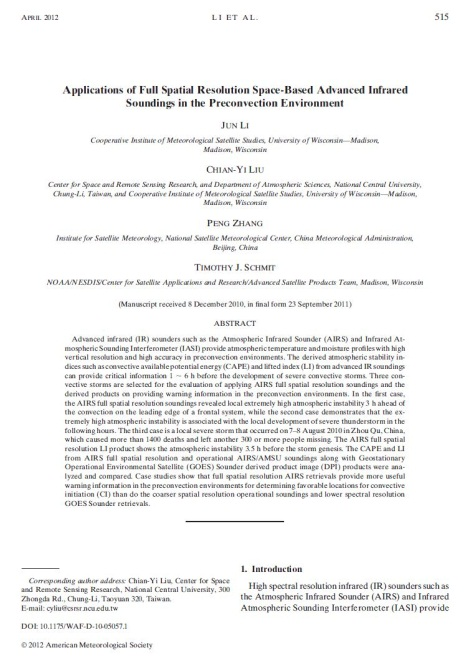 APRIL 2012
LI ET AL.
515
Applications of Full Spatial Resolution Space-Based Advanced Infrared
Soundings in the Preconvection Environment
JUN LI
Cooperative Institute of Meteorological Satellite Studies, University of Wisconsin—Madison,
Madison, Wisconsin
CHIAN-YI LIU
Center for Space and Remote Sensing Research, and Department of Atmospheric Sciences, National Central University,
Chung-Li, Taiwan, and Cooperative Institute of Meteorological Satellite Studies, University of Wisconsin—Madison,
Madison, Wisconsin
PENG ZHANG
Institute for Satellite Meteorology, National Satellite Meteorological Center, China Meteorological Administration,
Beijing, China
TIMOTHY J. SCHMIT
NOAA/NESDIS/Center for Satellite Applications and Research/Advanced Satellite Products Team, Madison, Wisconsin
(Manuscript received 8 December 2010, in final form 23 September 2011)
ABSTRACT
Advanced infrared (IR) sounders such as the Atmospheric Infrared Sounder (AIRS) and Infrared At-
mospheric Sounding Interferometer (IASI) provide atmospheric temperature and moisture profiles with high
vertical resolution and high accuracy in preconvection environments. The derived atmospheric stability in-
dices such as convective available potential energy (CAPE) and lifted index (LI) from advanced IR soundings
can provide critical information 1 ~ 6 h before the development of severe convective storms. Three con-
vective storms are selected for the evaluation of applying AIRS full spatial resolution soundings and the
derived products on providing warning information in the preconvection environments. In the first case,
the AIRS full spatial resolution soundings revealed local extremely high atmospheric instability 3 h ahead of
the convection on the leading edge of a frontal system, while the second case demonstrates that the ex-
tremely high atmospheric instability is associated with the local development of severe thunderstorm in the
following hours. The third case is a local severe storm that occurred on 7–8 August 2010 in Zhou Qu, China,
which caused more than 1400 deaths and left another 300 or more people missing. The AIRS full spatial
resolution LI product shows the atmospheric instability 3.5 h before the storm genesis. The CAPE and LI
from AIRS full spatial resolution and operational AIRS/AMSU soundings along with Geostationary
Operational Environmental Satellite (GOES) Sounder derived product image (DPI) products were ana-
lyzed and compared. Case studies show that full spatial resolution AIRS retrievals provide more useful
warning information in the preconvection environments for determining favorable locations for convective
initiation (CI) than do the coarser spatial resolution operational soundings and lower spectral resolution
GOES Sounder retrievals.
Corresponding author address: Chian-Yi Liu, Center for Space
and Remote Sensing Research, National Central University, 300
Zhongda Rd., Chung-Li, Taoyuan 320, Taiwan.
E-mail: cyliu@csrsr.ncu.edu.tw
DOI: 10.1175/WAF-D-10-05057.1
© 2012 American Meteorological Society
1. Introduction
High spectral resolution infrared (IR) sounders such as
the Atmospheric Infrared Sounder (AIRS) and Infrared
Atmospheric Sounding Interferometer (IASI) provide